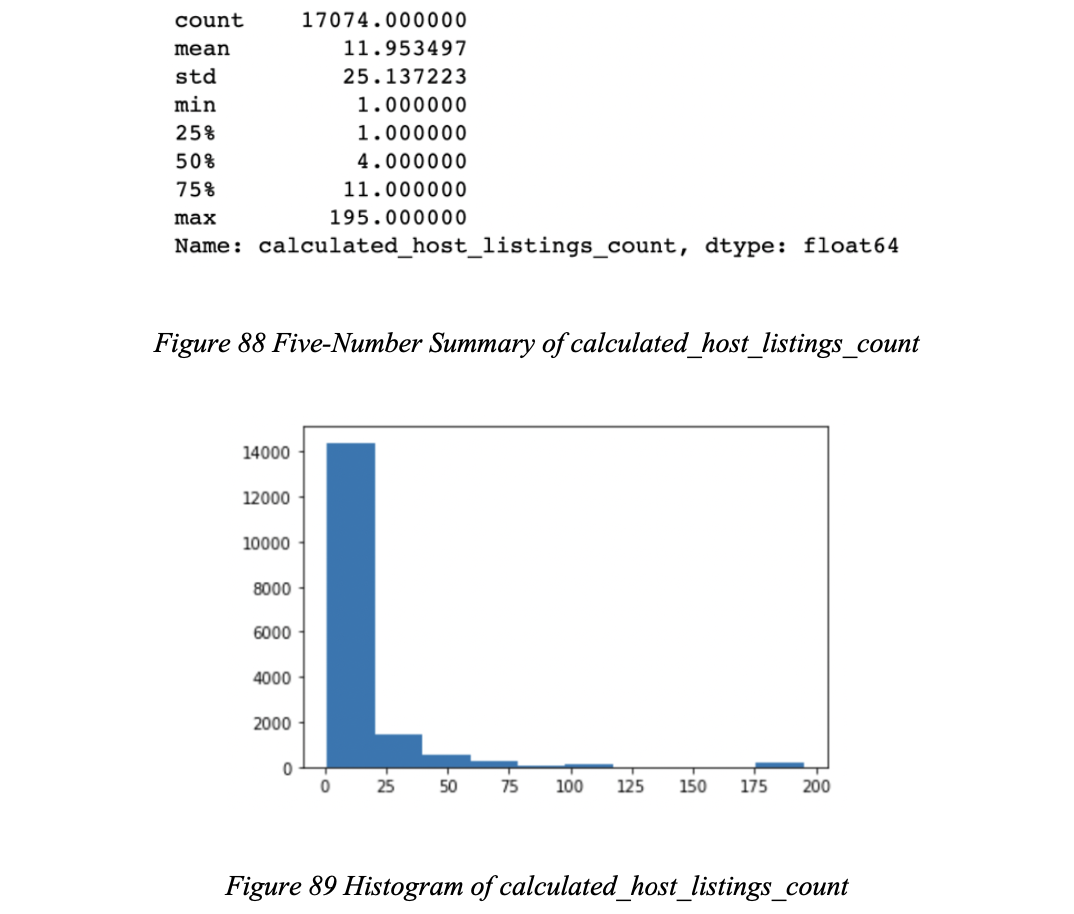 count 17074.000000
mean 11.953497
std 25.137223
min 1.000000
25% 1.000000
50% 4.000000
75% 11.000000
max 195.000000
Name: calculated_host_listings_count, dtype: float64
Figure 88 Five-Number Summary of calculated_host_listings_count
14000
12000
10000
8000
6000
4000
2000
0
0 25 50 75 100 125 150 175 200
Figure 89 Histogram of calculated_host_listings_count